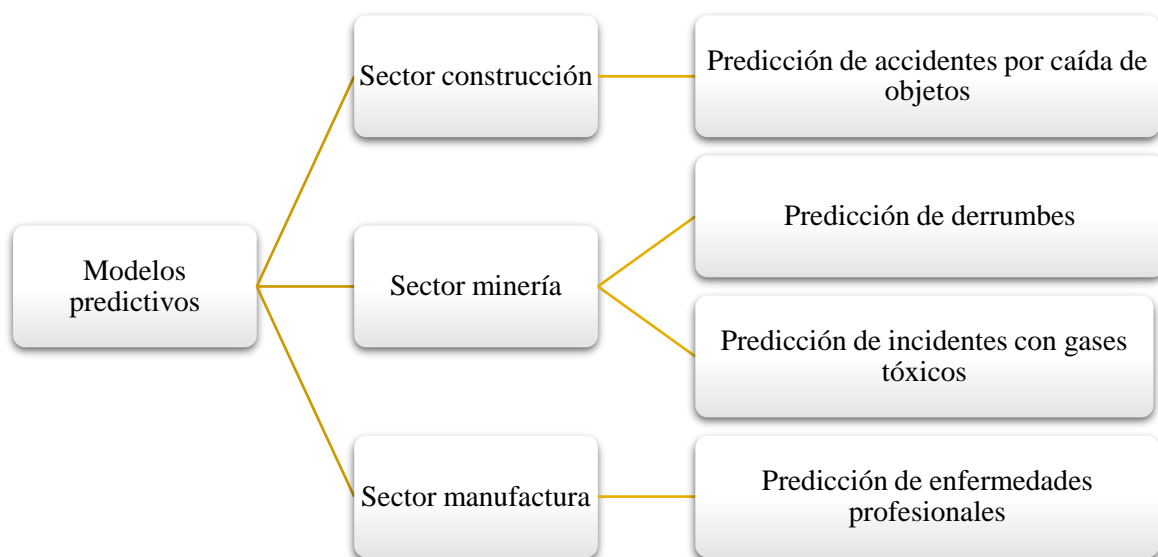 Modelos
predictivos
Sector construcción
Predicción de accidentes por caída de
objetos
Sector minería
Predicción de derrumbes
Predicción de incidentes con gases
tóxicos
Sector manufactura
Predicción de enfermedades
profesionales